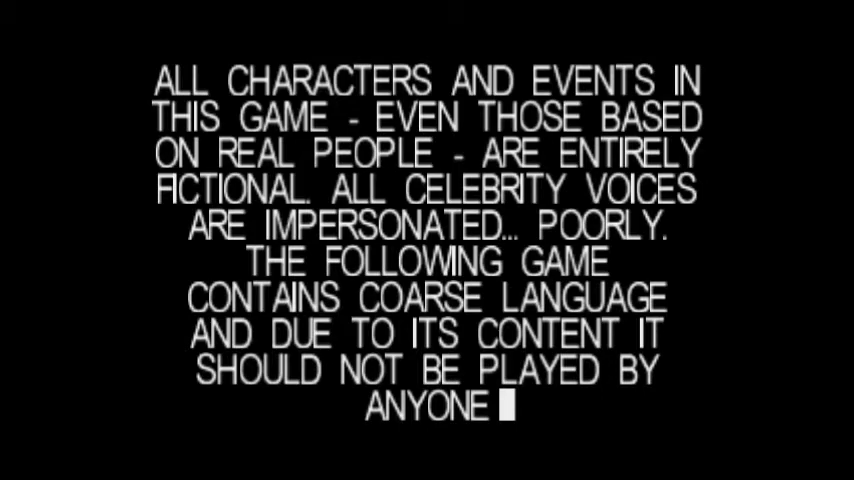 ALL CHARACTERS AND EVENTS IN
THIS GAME - EVEN THOSE BASED
ON REAL PEOPLE - ARE ENTIRELY
FICTIONAL. ALL CELEBRITY VOICES
ARE IMPERSONATED... POORLY.
THE FOLLOWING GAME
CONTAINS COARSE LANGUAGE
AND DUE TO ITS CONTENT IT
SHOULD NOT BE PLAYED BY
ANYONE